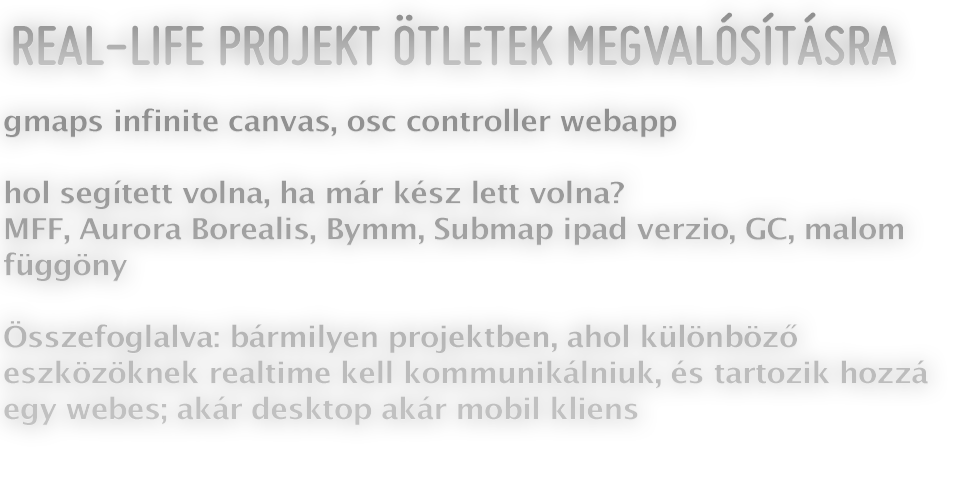 REAL-LIFE PROJEKT ÖTLETEK MEGVALÓSÍTÁSRA
gmaps infinite canvas, osc controller webapp
hol segített volna, ha már kész lett volna?
MFF, Aurora Borealis, Bymm, Submap ipad verzio, GC, malom
függöny
Összefoglalva: bármilyen projektben, ahol különböző
eszközöknek realtime kell kommunikálniuk, és tartozik hozzá
egy webes; akár desktop akár mobil kliens